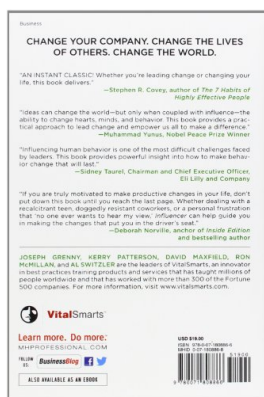 Business
CHANGE YOUR COMPANY. CHANGE THE LIVES
OF OTHERS. CHANGE THE WORLD.
"AN INSTANT CLASSIC! Whether you're leading change or changing your
life, this book delivers."
—Stephen R. Covey, author of The 7 Habits of
Highly Effective People
"Ideas can change the world—but only when coupled with influence—the
ability to change hearts, minds, and behavior. This book provides a prac-
tical approach to lead change and empower us all to make a difference."
—Muhammad Yunus, Nobel Peace Prize Winner
"Influencing human behavior is one of the most difficult challenges faced
by leaders. This book provides powerful insight into how to make behav-
ior change that will last."
—Sidney Taurel, Chairman and Chief Executive Officer,
Eli Lilly and Company
"If you are truly motivated to make productive changes in your life, don't
put down this book until you reach the last page. Whether dealing with a
recalcitrant teen, doggedly resistant coworkers, or a personal frustration
that 'no one ever wants to hear my view,' Influencer can help guide you
in making the changes that put you in the driver's seat."
—Deborah Norville, anchor of Inside Edition
and bestselling author
JOSEPH GRENNY, KERRY PATTERSON, DAVID MAXFIELD, RON
McMILLAN, and AL SWITZLER are the leaders of VitalSmarts, an innovator
in best practices training products and services that has taught millions of
people worldwide and that has worked with more than 300 of the Fortune
500 companies. For more information, visit www.vitalsmarts.com.
VitalSmarts
Learn more. Do more.
MHPROFESSIONAL.COM
FOLLOW
US:
BusinessBlog
ALSO AVAILABLE AS AN EBOOK
USD $18.00